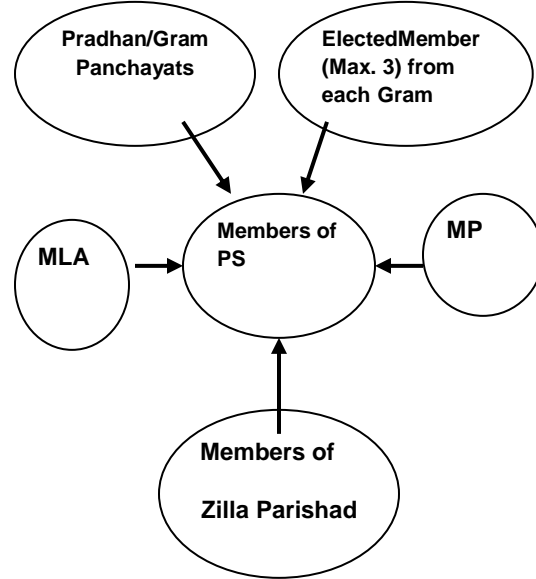 Pradhan/Gram
Panchayats
ElectedMember
(Max. 3) from
each Gram
Members of
PS
MLA
MP
Members of
Zilla Parishad